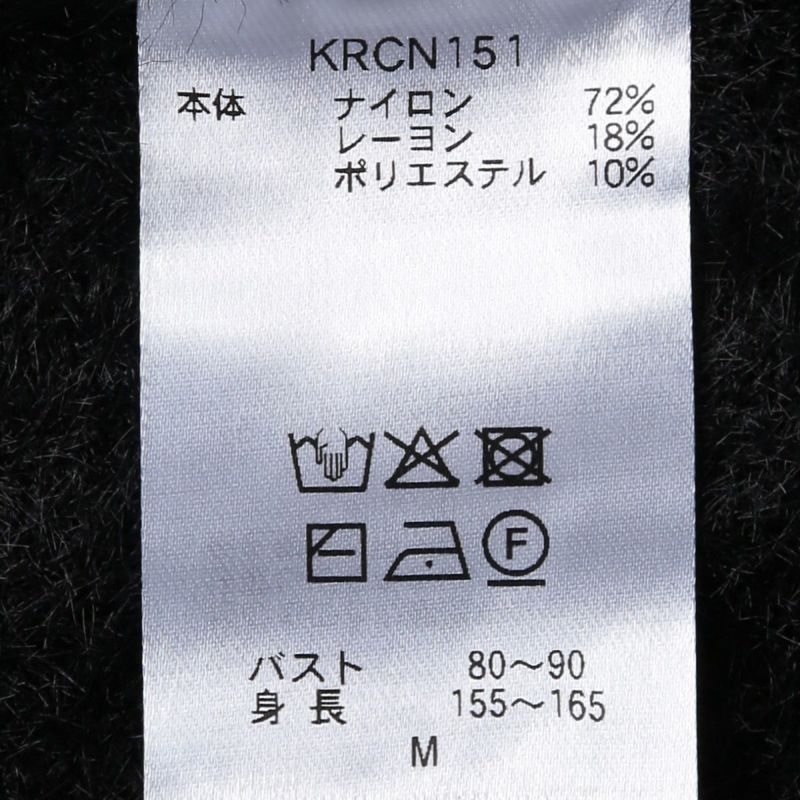 KRCN151
本体 ナイロン 72%
レーヨン 18%
ポリエステル 10%
F
バスト 80〜90
身長 155〜165
M